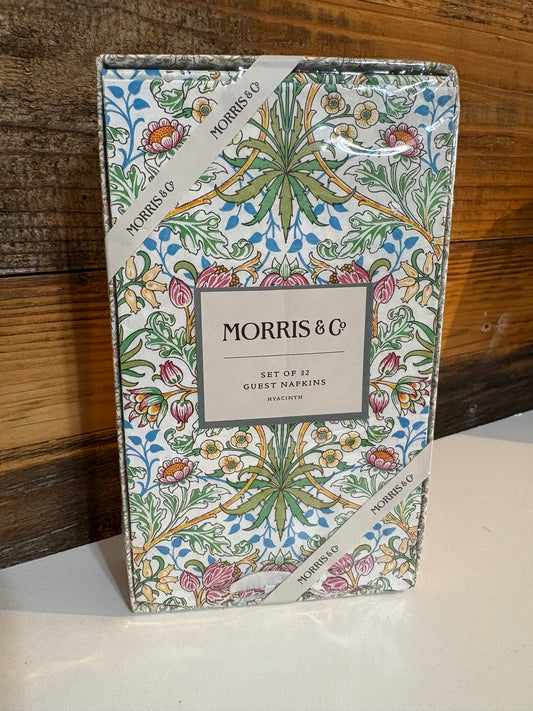 MORRIS & Co
MORRIS & Co
MORRIS & Co
SET OF 32
GUEST NAPKINS
HYACINTH
MORRIS & Co
MORRIS & Co